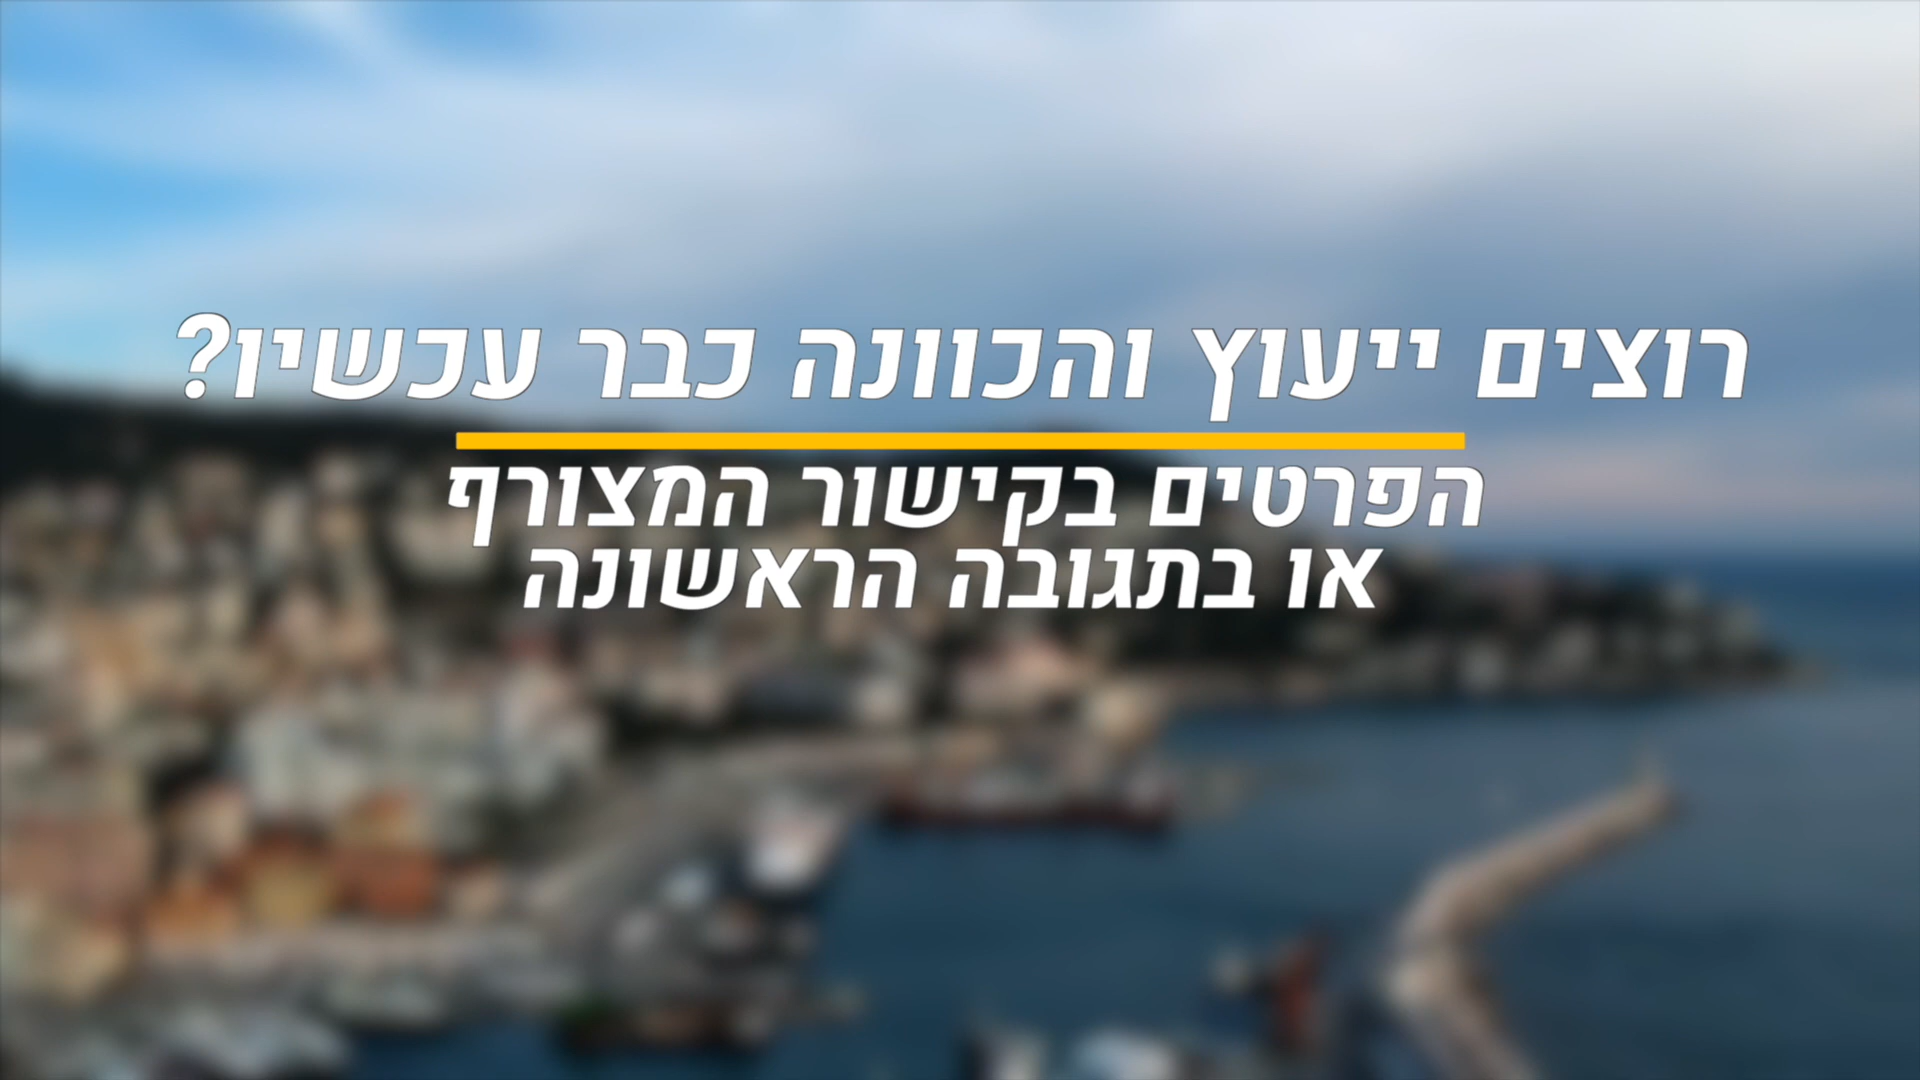 רוצים ייעוץ והכוונה כבר עכשיו?
הפרטים בקישור המצורף
או בתגובה הראשונה